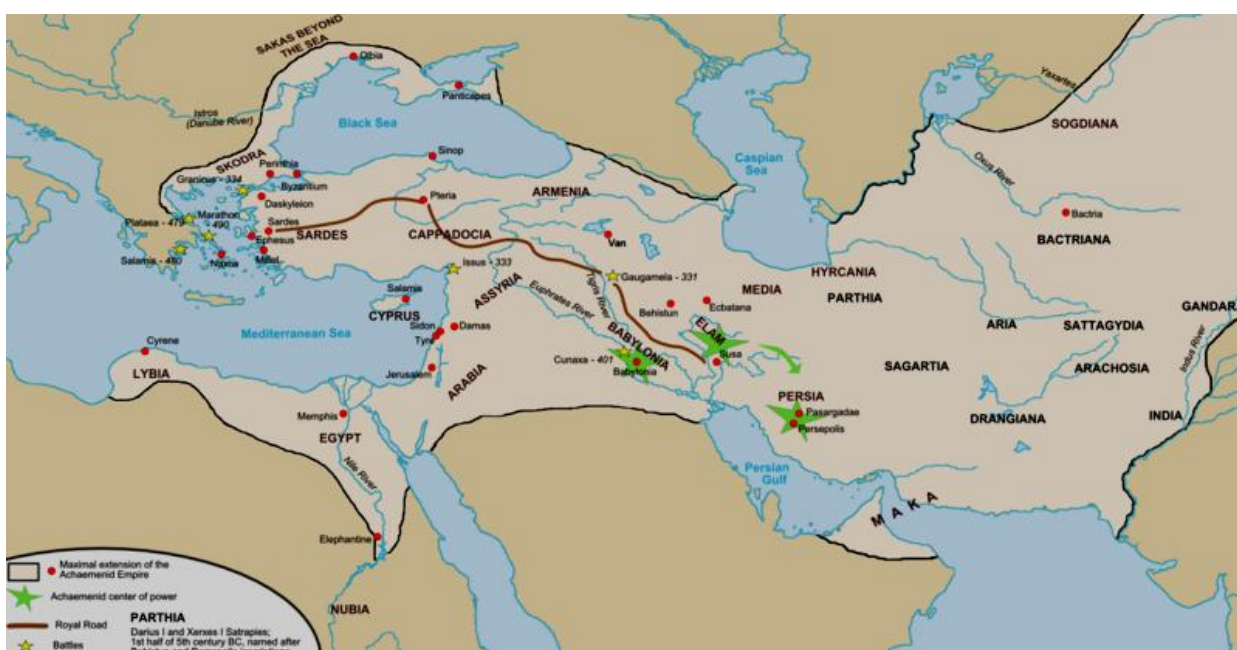 SAKAS BEYOND
THE SEA
Olbia
Panticapes
Yaxartes
Istros
(Danube River)
Black Sea
SOGDIANA
Caspian
Sea
Oxus River
SKODRA
Perinthia
Sinop
Granicus - 334
Byzantium
ARMENIA
Daskyleion
Pteria
Bactria
Plataea - 479
Marathon
- 490
Sardes
SARDES
CAPPADOCIA
Van
BACTRIANA
Ephesus
Salamis - 480
Milet
Issus - 333
Gaugamela - 331
HYRCANIA
MEDIA
PARTHIA
ASSYRIA
Tigris River
Euphrates River
Salamis
CYPRUS
Behistun
Ecbatana
GANDARA
Mediterranean Sea
Sidon
Damas
Tyre
ELAM
ARIA
SATTAGYDIA
Indus River
Cyrene
BABYLONIA
Cunaxa - 401
Susa
LYBIA
Jerusalem
Babylonia
SAGARTIA
ARACHOSIA
ARABIA
PERSIA
Memphis
Pasargadae
DRANGIANA
INDIA
EGYPT
Persepolis
Nile River
Persian
Gulf
MAKA
Elephantine
Maximal extension of the
Achaemenid Empire
Achaemenid center of power
NUBIA
Royal Road
PARTHIA
Darius I and Xerxes I Satrapies;
1st half of 5th century BC, named after
Battles